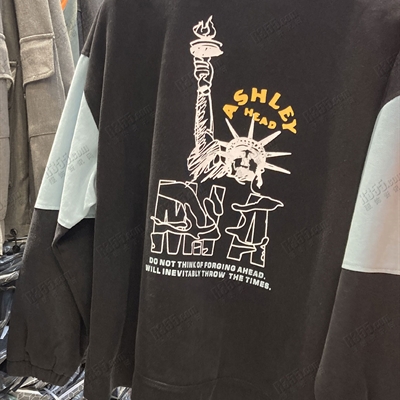 ASHLEY
HEAD
DO NOT THINK OF FORGING AHEAD,
WILL INEVITABLY THROW THE TIMES.